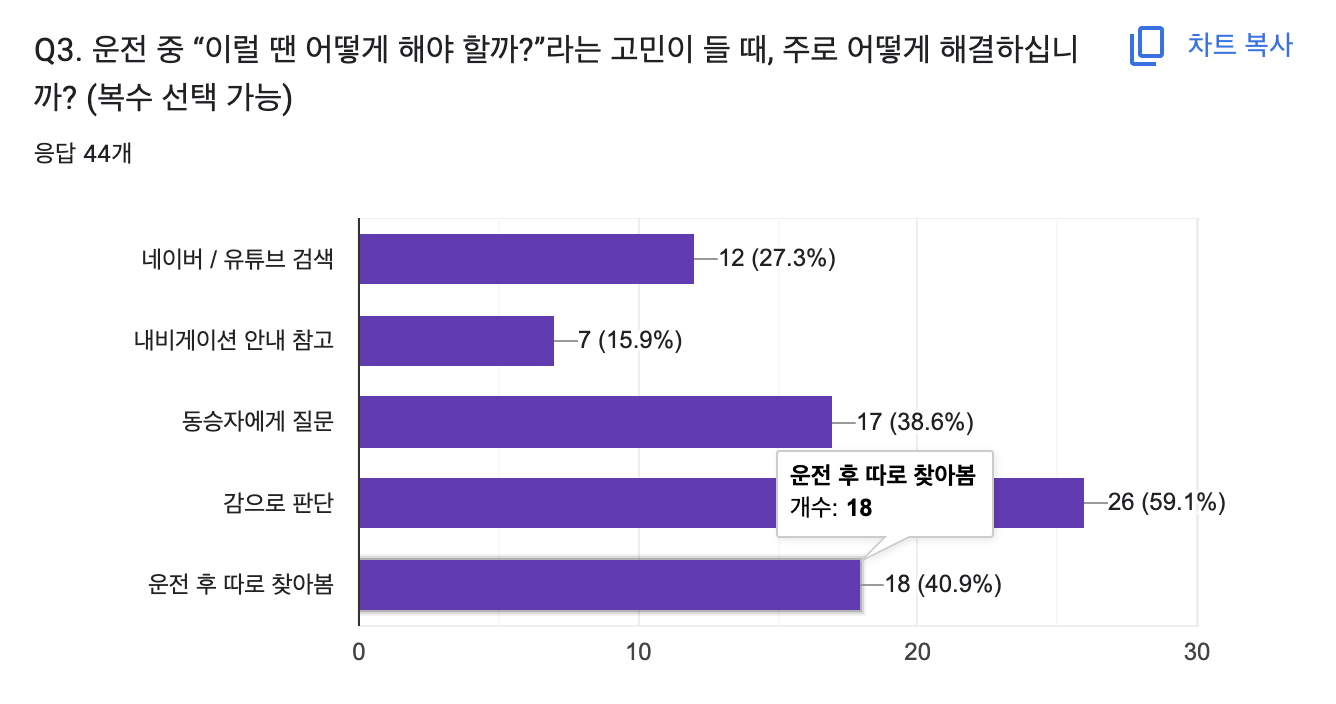 Q3. 운전 중 “이럴 땐 어떻게 해야 할까?”라는 고민이 들 때, 주로 어떻게 해결하십니
까? (복수 선택 가능)
차트 복사
응답 44개
네이버 / 유튜브 검색
12 (27.3%)
내비게이션 안내 참고
7 (15.9%)
동승자에게 질문
17 (38.6%)
감으로 판단
26 (59.1%)
운전 후 따로 찾아봄
개수: 18
운전 후 따로 찾아봄
18 (40.9%)
0 10 20 30